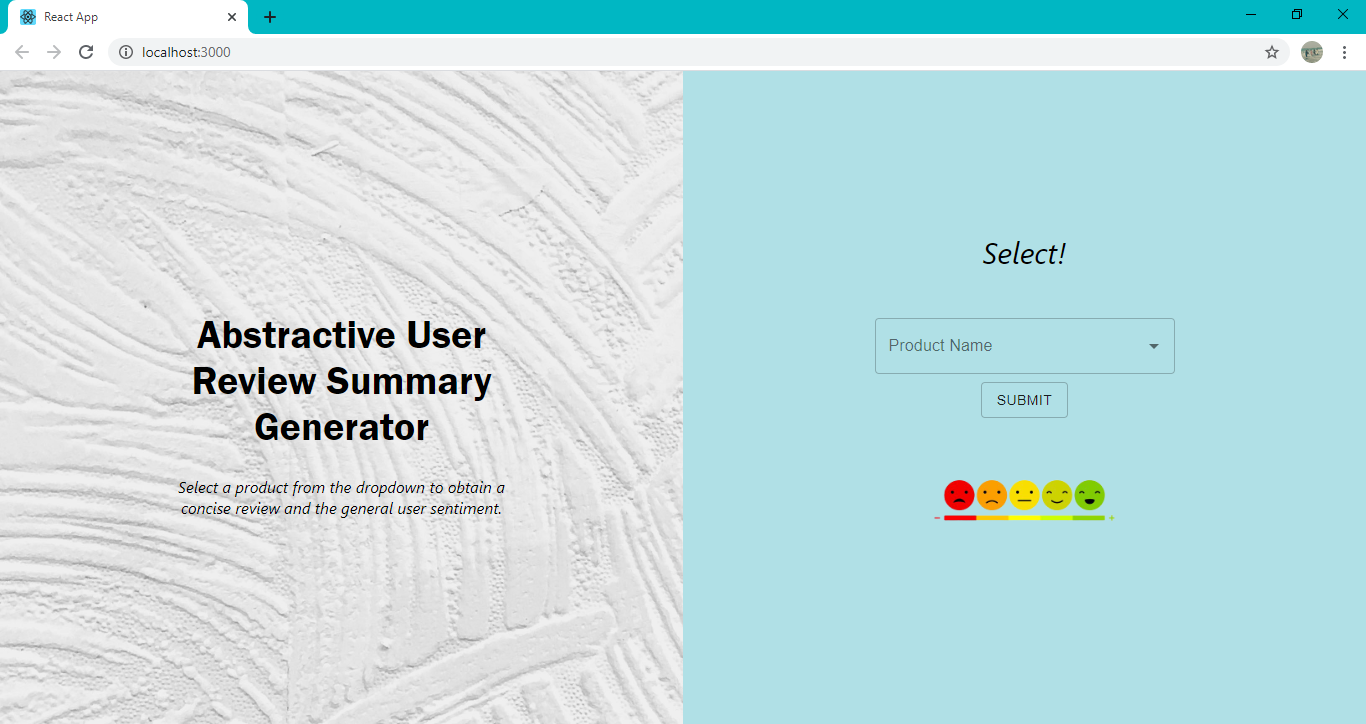 React App
localhost:3000
Abstractive User
Review Summary
Generator
Select a product from the dropdown to obtain a
concise review and the general user sentiment.
Select!
Product Name
SUBMIT
- +